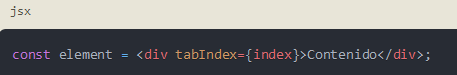 jsx
const element = <div tabIndex={index}>Contenido</div>;